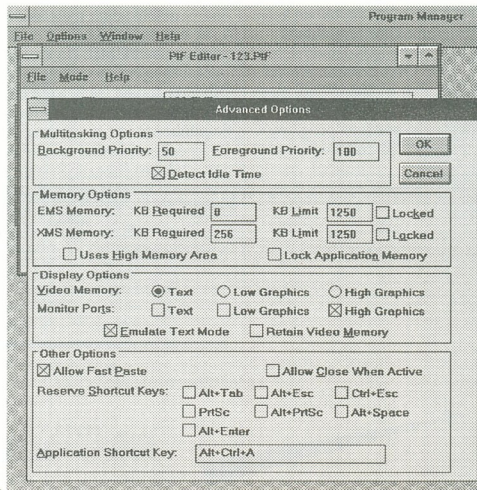 Program Manager
File Options Window Help
PIF Editor - 123.PIF
File Mode Help
Advanced Options
Multitasking Options
Background Priority: 50 Foreground Priority: 100
OK
Detect Idle Time
Cancel
Memory Options
EMS Memory: KB Required 0 KB Limit 1250 Locked
XMS Memory: KB Required 256 KB Limit 1250 Locked
Uses High Memory Area Lock Application Memory
Display Options
Video Memory: Text Low Graphics High Graphics
Monitor Ports: Text Low Graphics High Graphics
Emulate Text Mode Retain Video Memory
Other Options
Allow Fast Paste Allow Close When Active
Reserve Shortcut Keys: Alt+Tab Alt+Esc Ctrl+Esc
PrtSc Alt+PrtSc Alt+Space
Alt+Enter
Application Shortcut Key: Alt+Ctrl+A